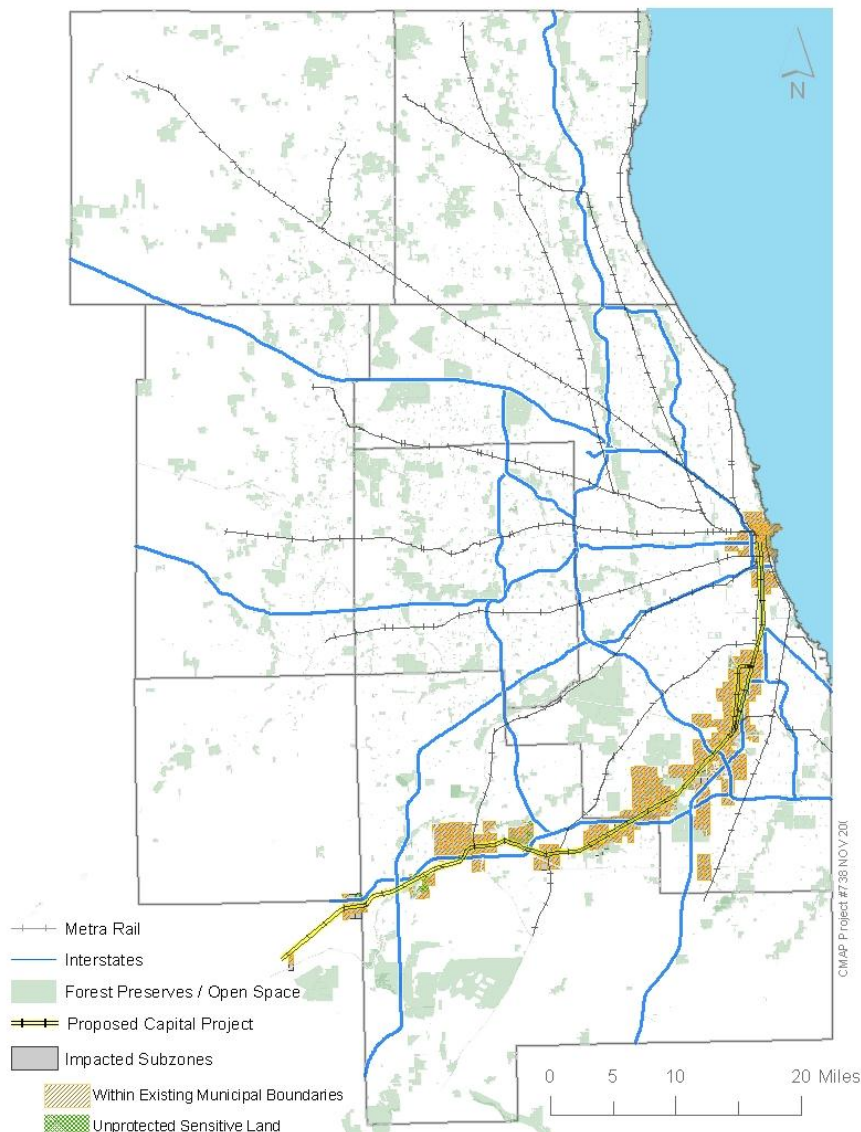 N
CMAP Project #738 NOV 20
Metra Rail
Interstates
Forest Preserves / Open Space
Proposed Capital Project
Impacted Subzones
Within Existing Municipal Boundaries
Unprotected Sensitive Land
0 5 10 20 Miles